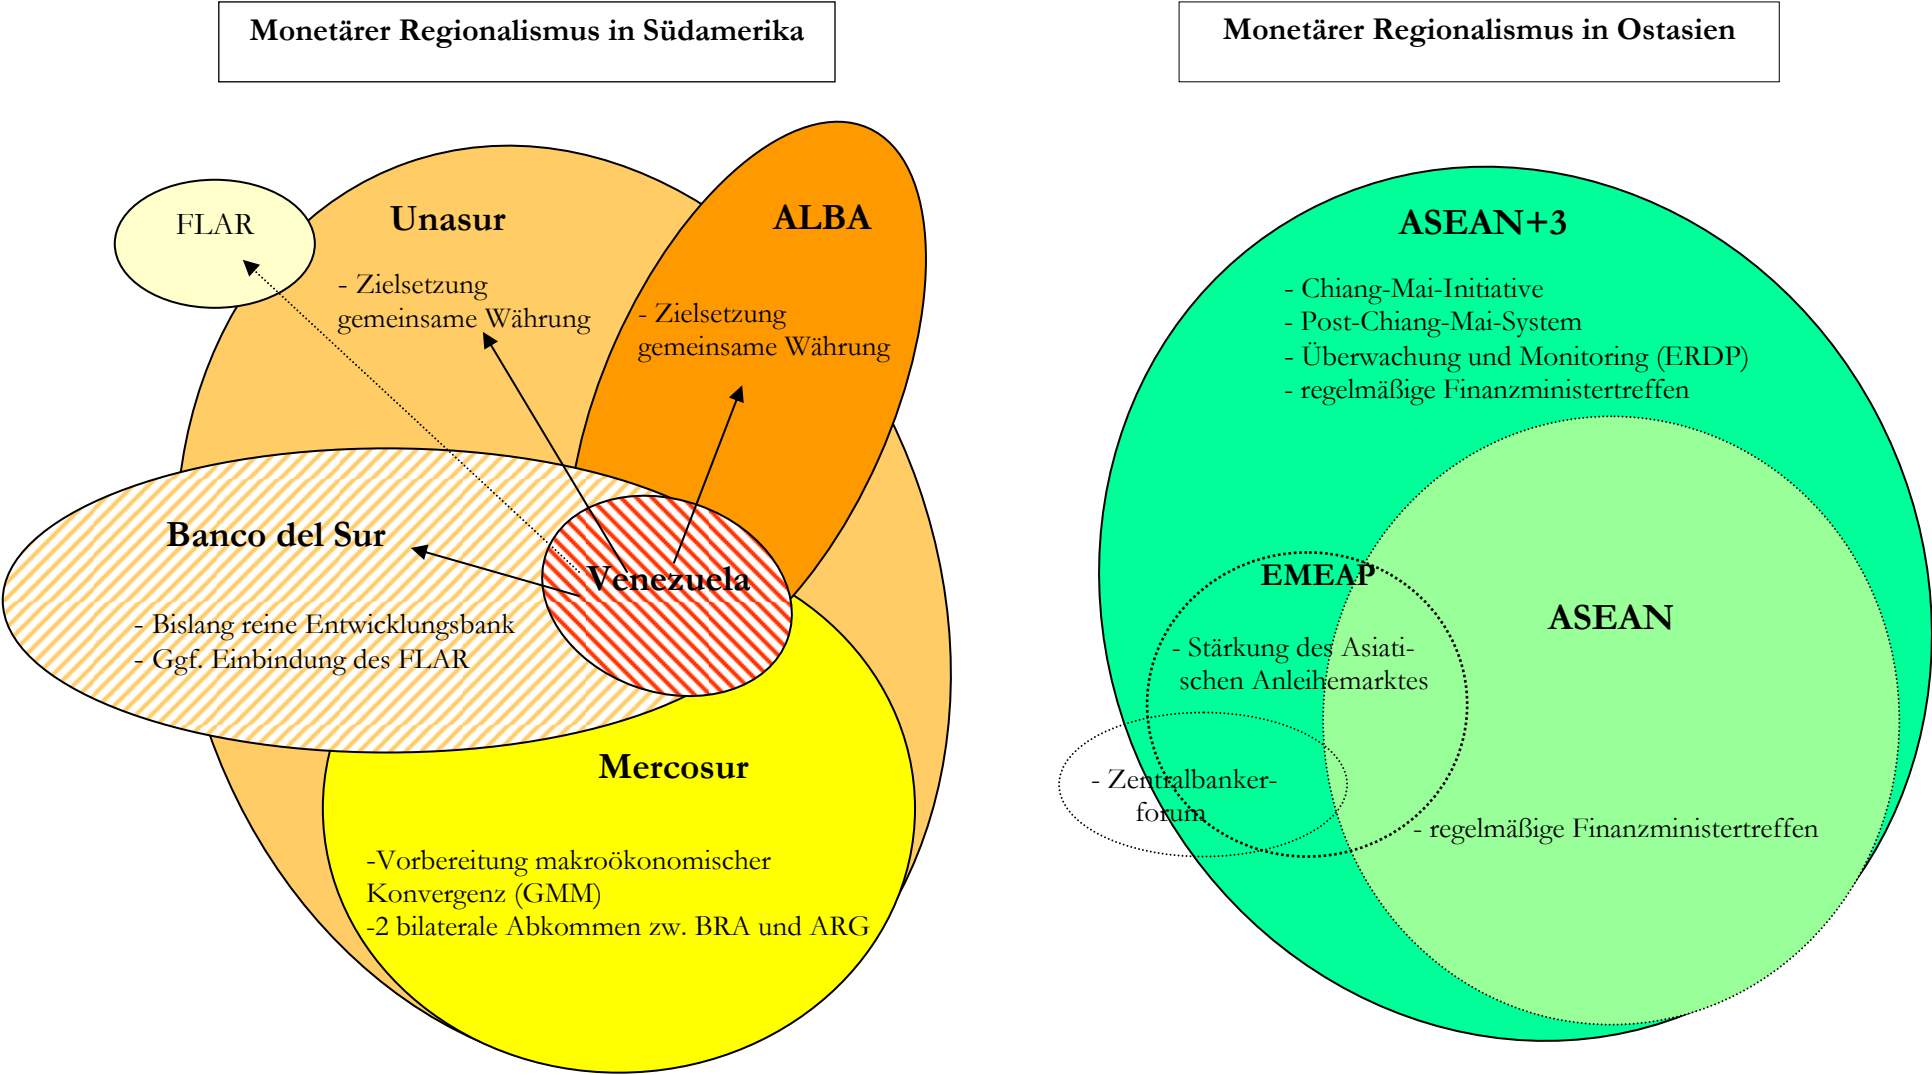 Monetärer Regionalismus in Südamerika
FLAR
Unasur
- Zielsetzung
gemeinsame Währung
ALBA
- Zielsetzung
gemeinsame Währung
Banco del Sur
- Bislang reine Entwicklungsbank
- Ggf. Einbindung des FLAR
Venezuela
Mercosur
-Vorbereitung makroökonomischer
Konvergenz (GMM)
-2 bilaterale Abkommen zw. BRA und ARG
Monetärer Regionalismus in Ostasien
ASEAN+3
- Chiang-Mai-Initiative
- Post-Chiang-Mai-System
- Überwachung und Monitoring (ERDP)
- regelmäßige Finanzministertreffen
EMEAP
- Stärkung des Asiati-
schen Anleihemarktes
- Zentralbanker-
forum
ASEAN
- regelmäßige Finanzministertreffen